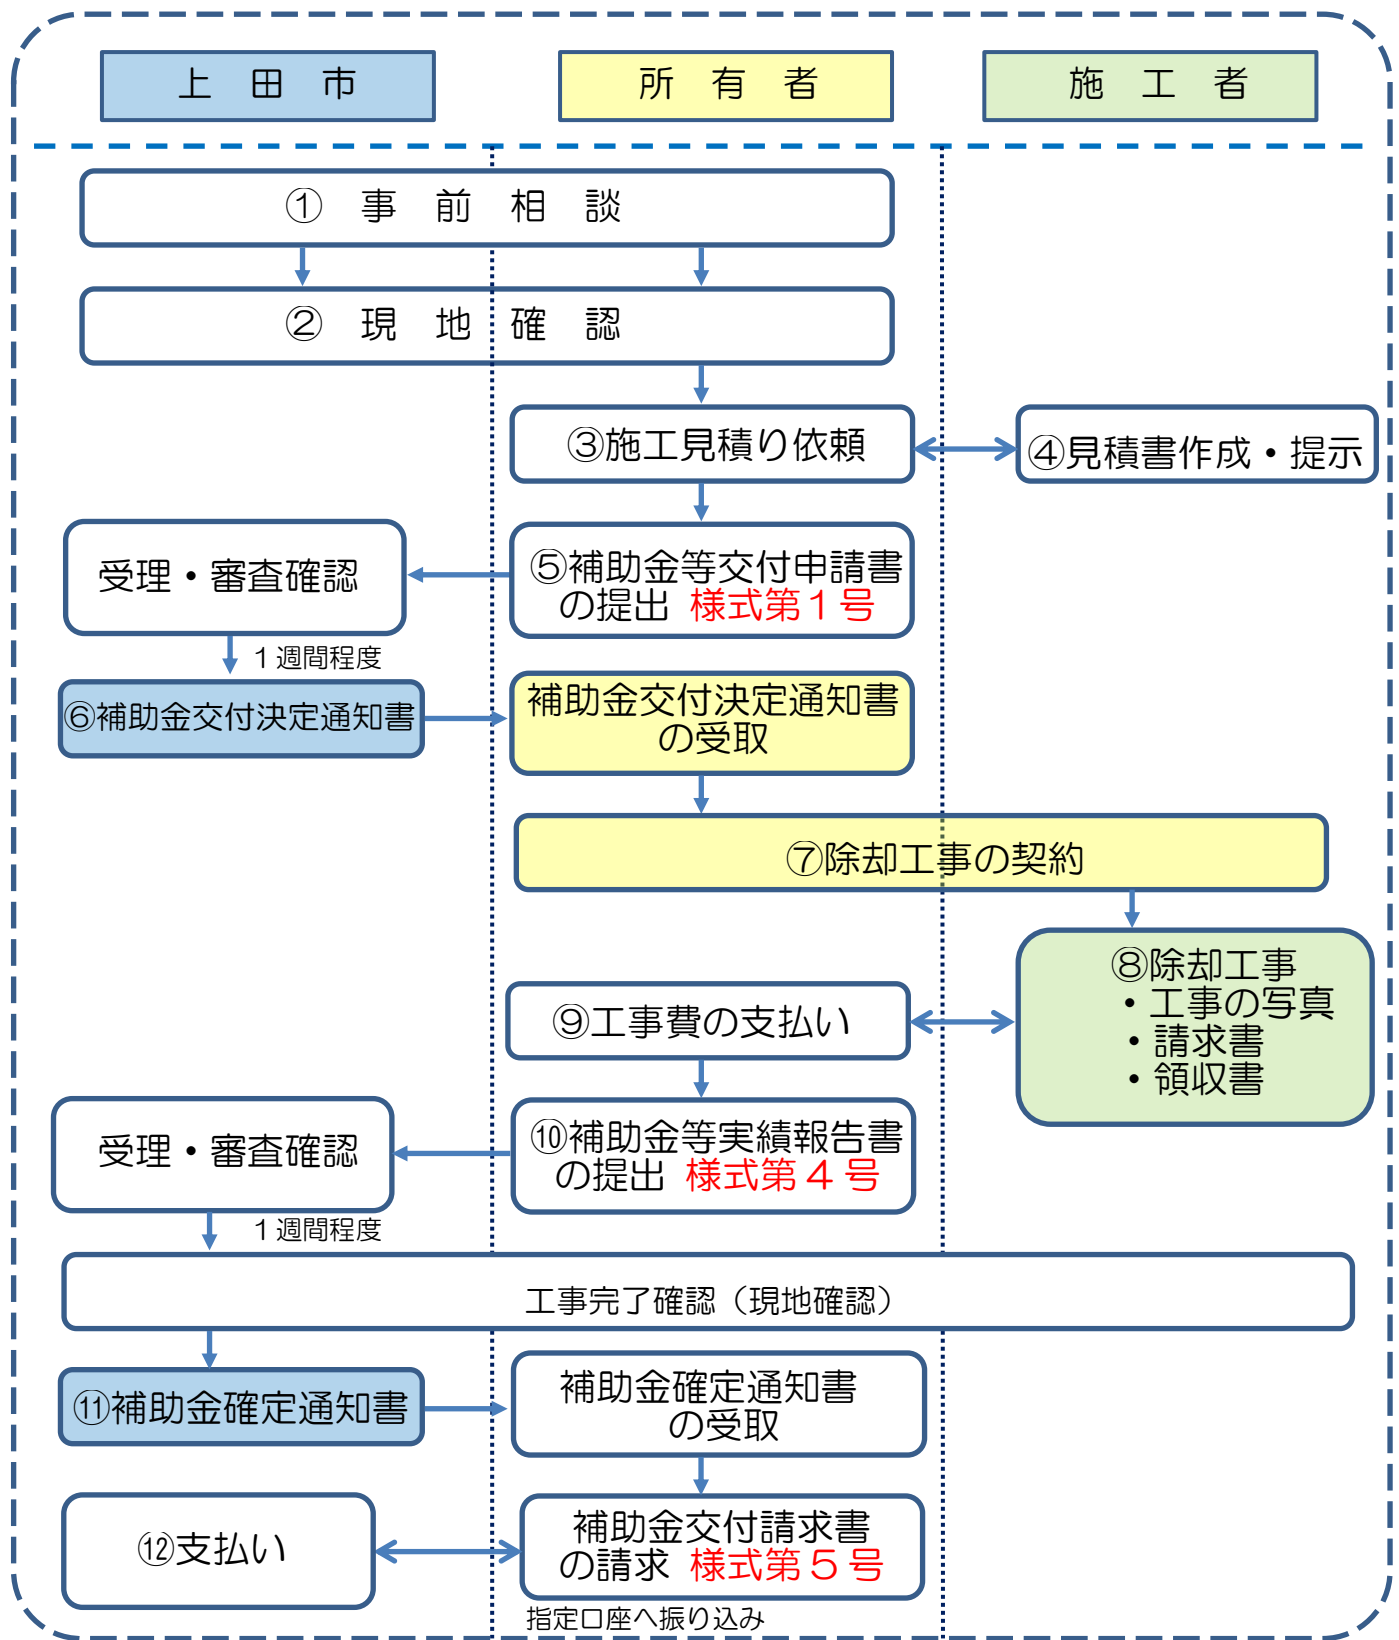 上 田 市
所 有 者
施 工 者
① 事 前 相 談
② 現 地 確 認
③施工見積り依頼
④見積書作成・提示
受理・審査確認
⑤補助金等交付申請書
の提出 様式第１号
１週間程度
⑥補助金交付決定通知書
補助金交付決定通知書
の受取
⑦除却工事の契約
⑧除却工事
・工事の写真
・請求書
・領収書
⑨工事費の支払い
受理・審査確認
⑩補助金等実績報告書
の提出 様式第４号
１週間程度
工事完了確認（現地確認）
⑪補助金確定通知書
補助金確定通知書
の受取
⑫支払い
補助金交付請求書
の請求 様式第５号
指定口座へ振り込み